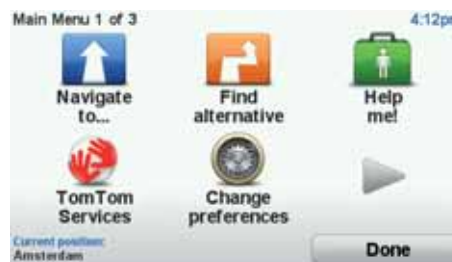 Main Menu 1 of 3
4:12pm
Navigate
to...
Find
alternative
Help
me!
TomTom
Services
Change
preferences
Current position:
Amsterdam
Done